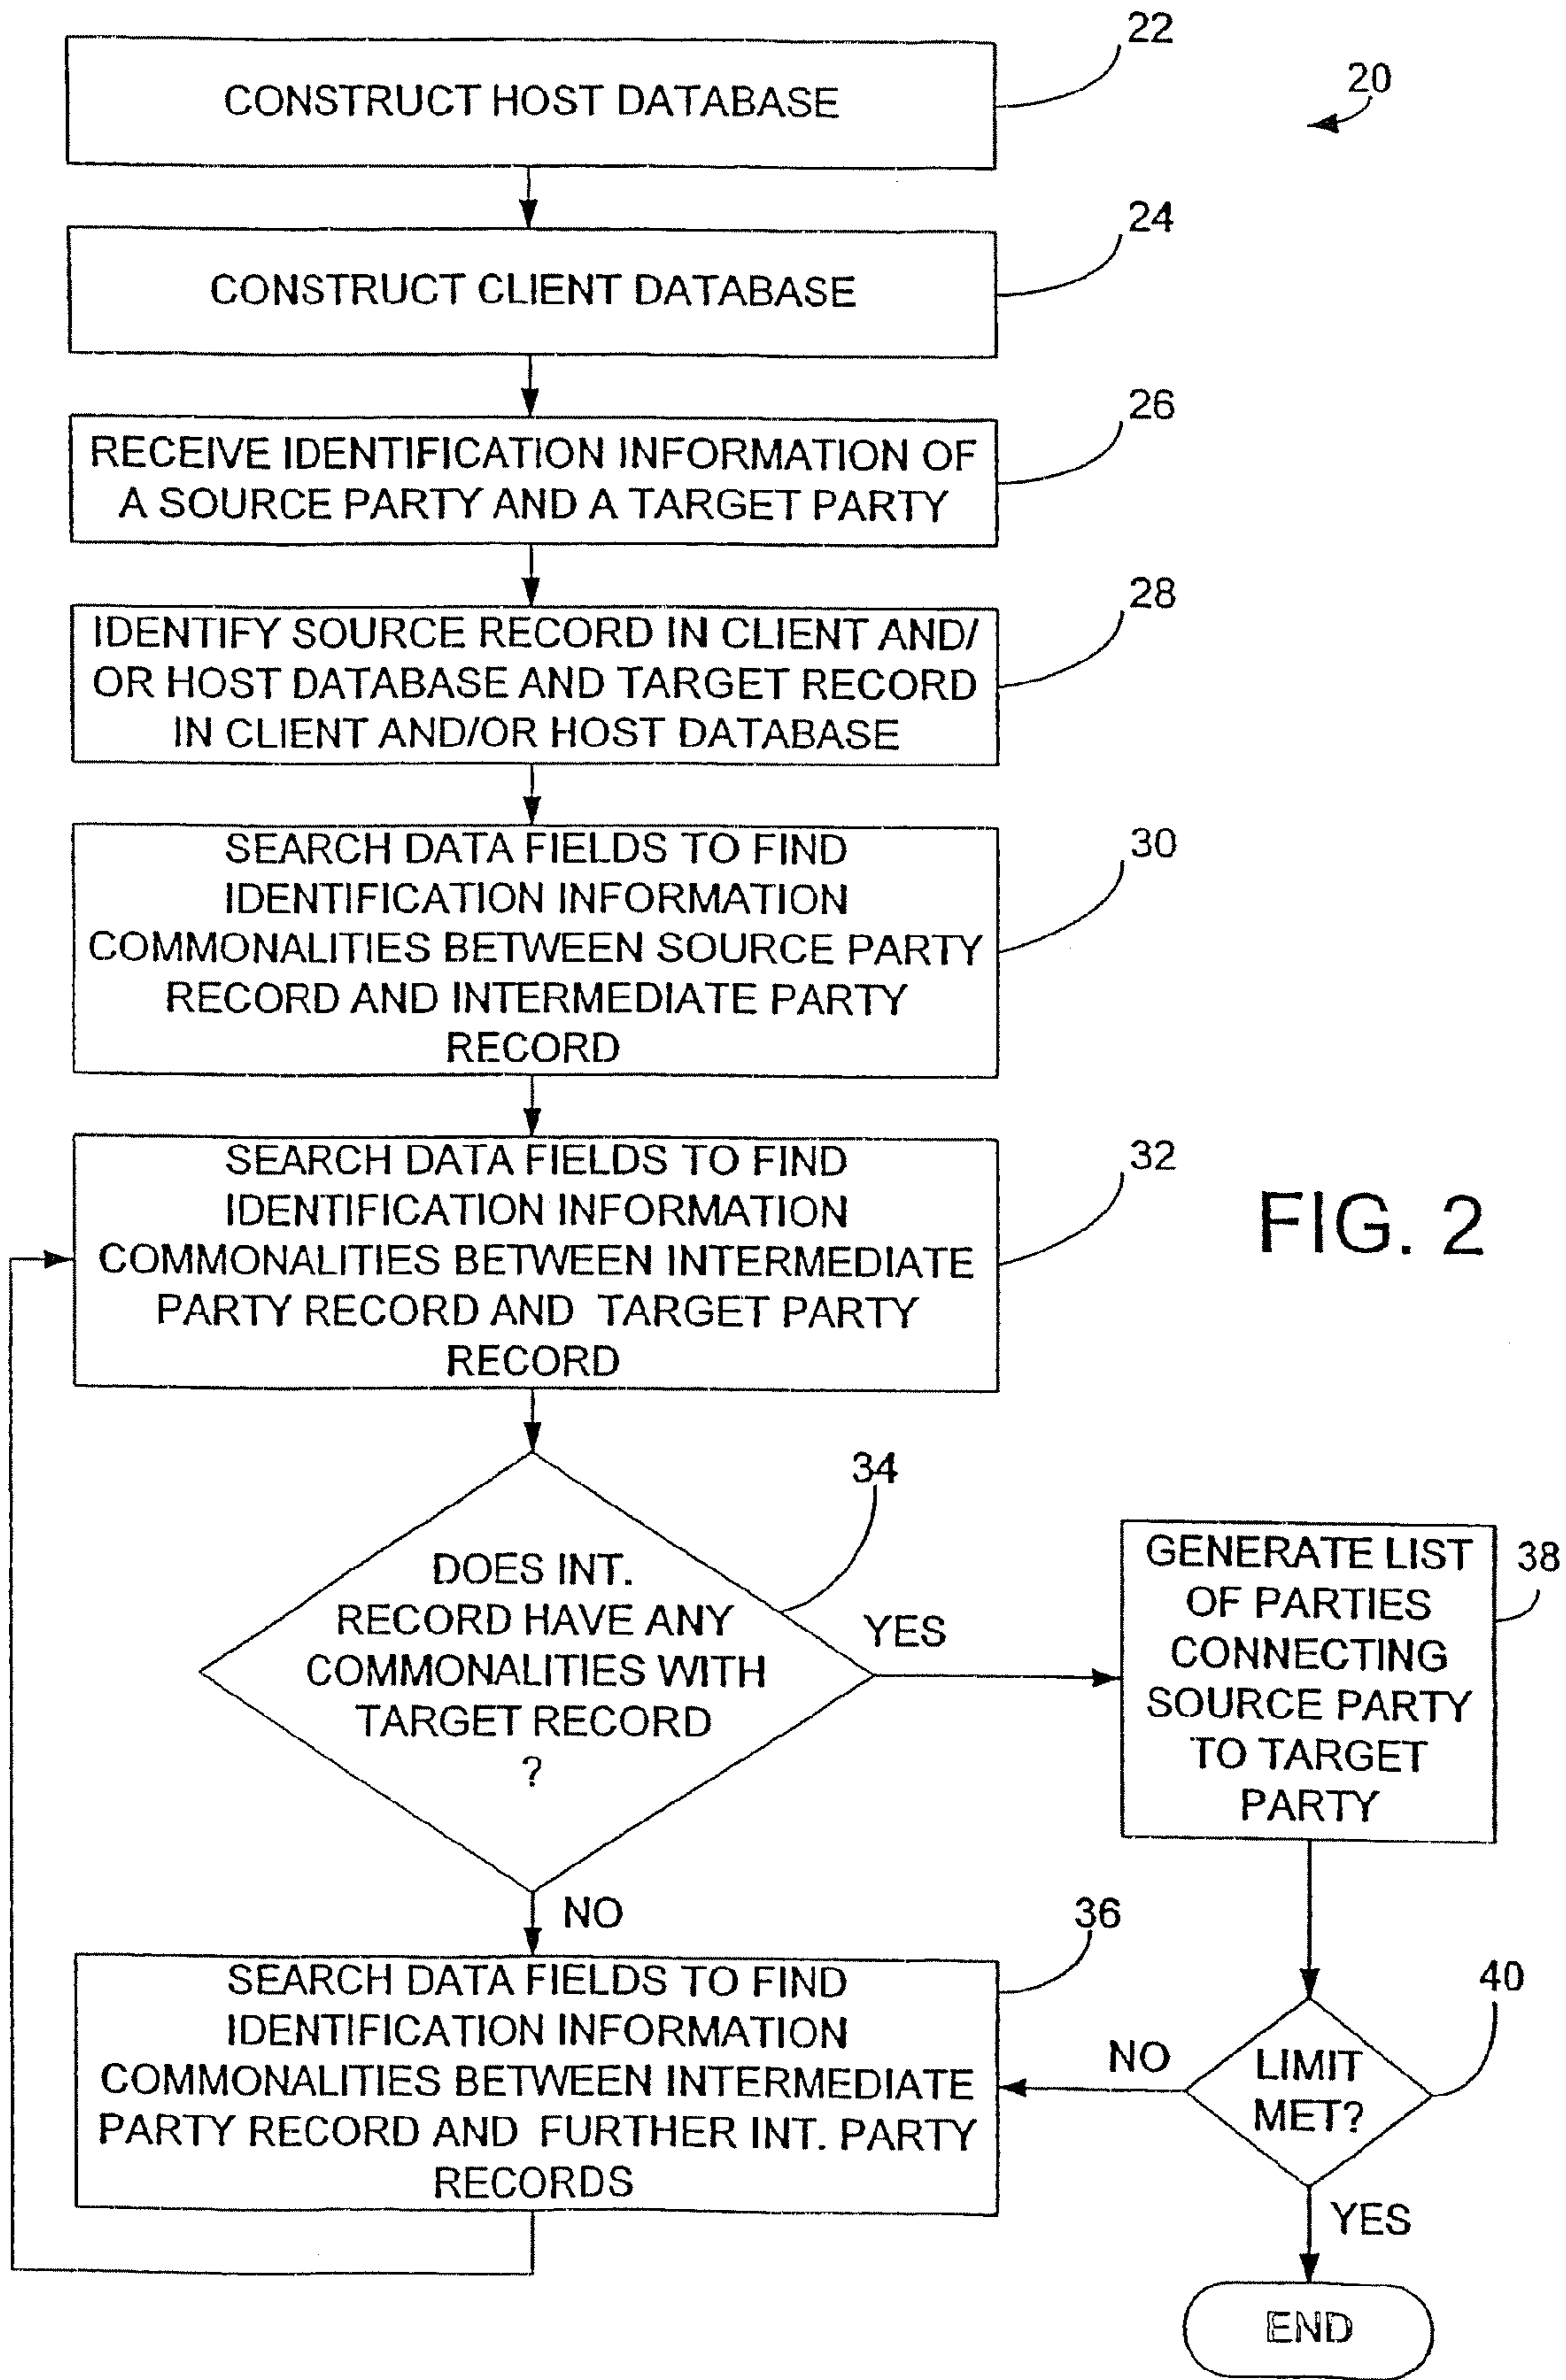 22
CONSTRUCT HOST DATABASE
20
24
CONSTRUCT CLIENT DATABASE
26
RECEIVE IDENTIFICATION INFORMATION OF
A SOURCE PARTY AND A TARGET PARTY
28
IDENTIFY SOURCE RECORD IN CLIENT AND/
OR HOST DATABASE AND TARGET RECORD
IN CLIENT AND/OR HOST DATABASE
30
SEARCH DATA FIELDS TO FIND
IDENTIFICATION INFORMATION
COMMONALITIES BETWEEN SOURCE PARTY
RECORD AND INTERMEDIATE PARTY
RECORD
32
SEARCH DATA FIELDS TO FIND
IDENTIFICATION INFORMATION
COMMONALITIES BETWEEN INTERMEDIATE
PARTY RECORD AND TARGET PARTY
RECORD
FIG. 2
34
DOES INT.
RECORD HAVE ANY
COMMONALITIES WITH
TARGET RECORD
?
YES
38
GENERATE LIST
OF PARTIES
CONNECTING
SOURCE PARTY
TO TARGET
PARTY
NO
36
SEARCH DATA FIELDS TO FIND
IDENTIFICATION INFORMATION
COMMONALITIES BETWEEN INTERMEDIATE
PARTY RECORD AND FURTHER INT. PARTY
RECORDS
40
NO
LIMIT
MET?
YES
END